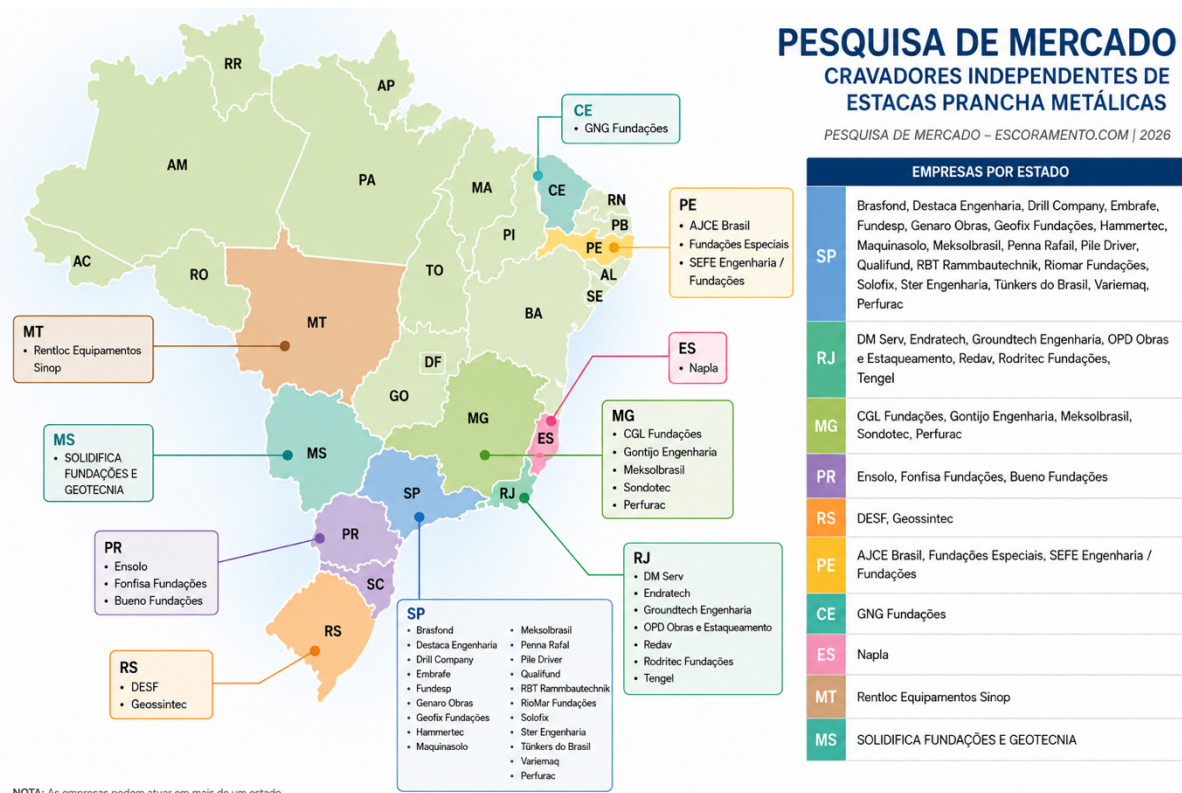 PESQUISA DE MERCADO
CRAVADORES INDEPENDENTES DE
ESTACAS PRANCHA METÁLICAS
PESQUISA DE MERCADO – ESCORAMENTO.COM | 2026
RR
AP
AM
PA
MA
CE
RN
PB
PI
PE
AL
SE
AC
RO
TO
BA
MT
DF
GO
MG
ES
MS
SP
RJ
PR
SC
RS
CE
• GNG Fundações
PE
• AJCE Brasil
• Fundações Especiais
• SEFE Engenharia /
Fundações
MT
• Rentloc Equipamentos
Sinop
ES
• Napla
MS
• SOLIDIFICA
FUNDAÇÕES E
GEOTECNIA
MG
• CGL Fundações
• Gontijo Engenharia
• Meksolbrasil
• Sondotec
• Perfurac
PR
• Ensolo
• Fonfisa Fundações
• Bueno Fundações
RJ
• DM Serv
• Endratech
• Groundtech Engenharia
• OPD Obras e Estaqueamento
• Redav
• Rodritec Fundações
• Tengel
RS
• DESF
• Geossintec
SP
• Brasfond
• Destaca Engenharia
• Drill Company
• Embrafe
• Fundesp
• Genaro Obras
• Geofix Fundações
• Hammertec
• Maquinasolo
• Meksolbrasil
• Penna Rafal
• Pile Driver
• Qualifund
• RBT Rammbautechnik
• RioMar Fundações
• Solofix
• Ster Engenharia
• Tünkers do Brasil
• Variemaq
• Perfurac
EMPRESAS POR ESTADO
SP
Brasfond, Destaca Engenharia, Drill Company, Embrafe,
Fundesp, Genaro Obras, Geofix Fundações, Hammertec,
Maquinasolo, Meksolbrasil, Penna Rafail, Pile Driver,
Qualifund, RBT Rammbautechnik, Riomar Fundações,
Solofix, Ster Engenharia, Tünkers do Brasil, Variemaq,
Perfurac
RJ
DM Serv, Endratech, Groundtech Engenharia, OPD Obras
e Estaqueamento, Redav, Rodritec Fundações,
Tengel
MG
CGL Fundações, Gontijo Engenharia, Meksolbrasil,
Sondotec, Perfurac
PR
Ensolo, Fonfisa Fundações, Bueno Fundações
RS
DESF, Geossintec
PE
AJCE Brasil, Fundações Especiais, SEFE Engenharia /
Fundações
CE
GNG Fundações
ES
Napla
MT
Rentloc Equipamentos Sinop
MS
SOLIDIFICA FUNDAÇÕES E GEOTECNIA
NOTA: As empresas podem atuar em mais de um estado.